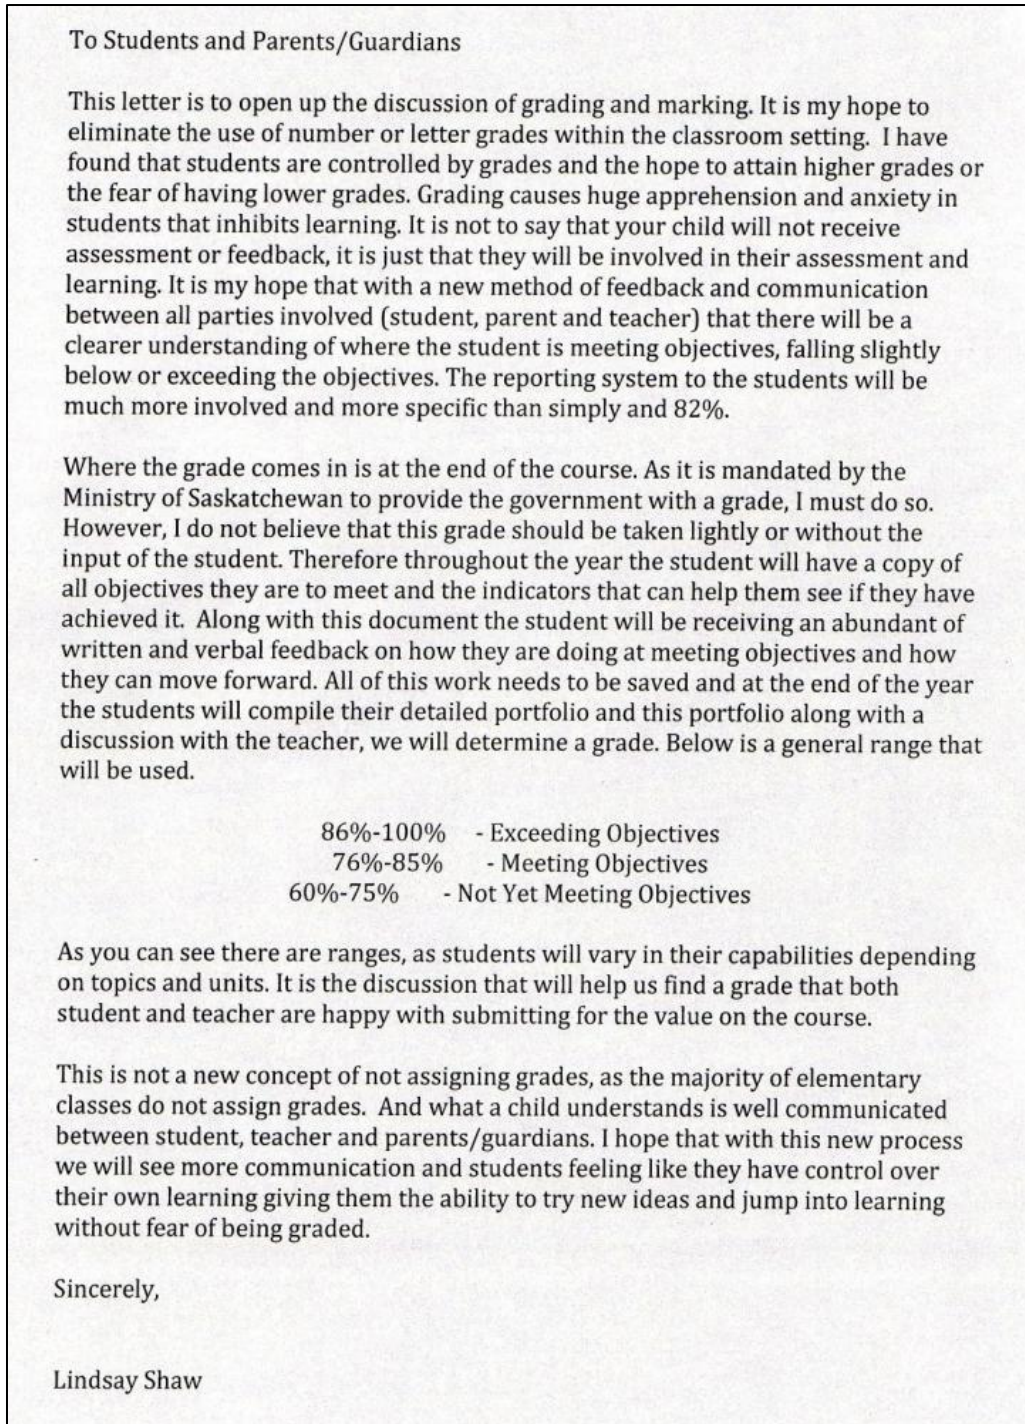 To Students and Parents/Guardians
This letter is to open up the discussion of grading and marking. It is my hope to
eliminate the use of number or letter grades within the classroom setting.  I have
found that students are controlled by grades and the hope to attain higher grades or
the fear of having lower grades. Grading causes huge apprehension and anxiety in
students that inhibits learning. It is not to say that your child will not receive
assessment or feedback, it is just that they will be involved in their assessment and
learning. It is my hope that with a new method of feedback and communication
between all parties involved (student, parent and teacher) that there will be a
clearer understanding of where the student is meeting objectives, falling slightly
below or exceeding the objectives. The reporting system to the students will be
much more involved and more specific than simply and 82%.
Where the grade comes in is at the end of the course. As it is mandated by the
Ministry of Saskatchewan to provide the government with a grade, I must do so.
However, I do not believe that this grade should be taken lightly or without the
input of the student. Therefore throughout the year the student will have a copy of
all objectives they are to meet and the indicators that can help them see if they have
achieved it.  Along with this document the student will be receiving an abundant of
written and verbal feedback on how they are doing at meeting objectives and how
they can move forward. All of this work needs to be saved and at the end of the year
the students will compile their detailed portfolio and this portfolio along with a
discussion with the teacher, we will determine a grade. Below is a general range that
will be used.
86%-100% - Exceeding Objectives
76%-85% - Meeting Objectives
60%-75% - Not Yet Meeting Objectives
As you can see there are ranges, as students will vary in their capabilities depending
on topics and units. It is the discussion that will help us find a grade that both
student and teacher are happy with submitting for the value on the course.
This is not a new concept of not assigning grades, as the majority of elementary
classes do not assign grades.  And what a child understands is well communicated
between student, teacher and parents/guardians. I hope that with this new process
we will see more communication and students feeling like they have control over
their own learning giving them the ability to try new ideas and jump into learning
without fear of being graded.
Sincerely,
Lindsay Shaw